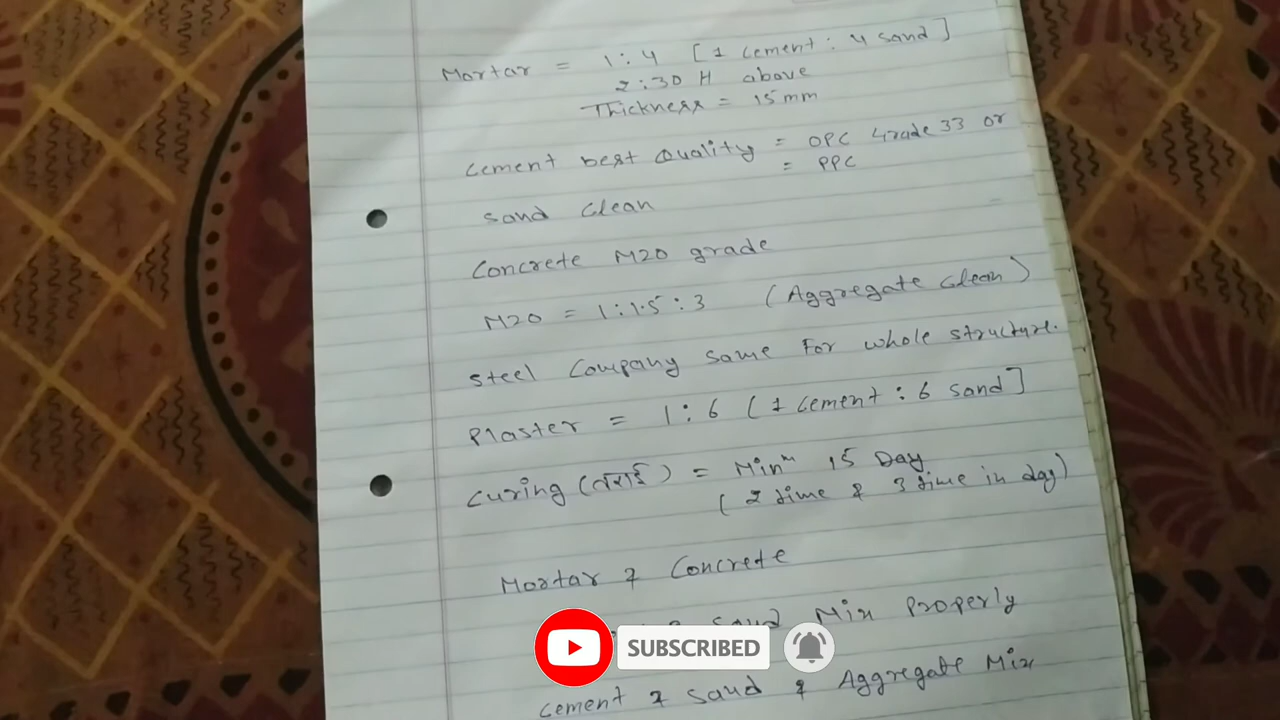 Mortar = 1:4 [1 cement : 4 sand]
2:30 H above
Thickness = 15mm
Cement best Quality = OPC Grade 33 or
= PPC
sand clean
Concrete M20 grade
M20 = 1:1.5:3 (Aggregate clean)
steel Company same For whole structure.
Plaster = 1:6 (1 cement : 6 sand]
Curing (तराई) = Minᵐ 15 Day
(2 time & 3 time in day)
Mortar & Concrete
sand Mix Properly
SUBSCRIBED
cement & sand & Aggregate Mix